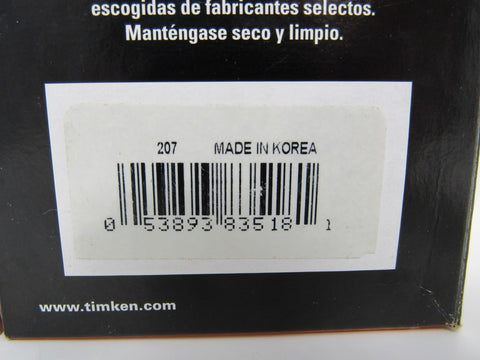 escogidas de fabricantes selectos.
Manténgase seco y limpio.
207 MADE IN KOREA
0 53893 83518 1
www.timken.com